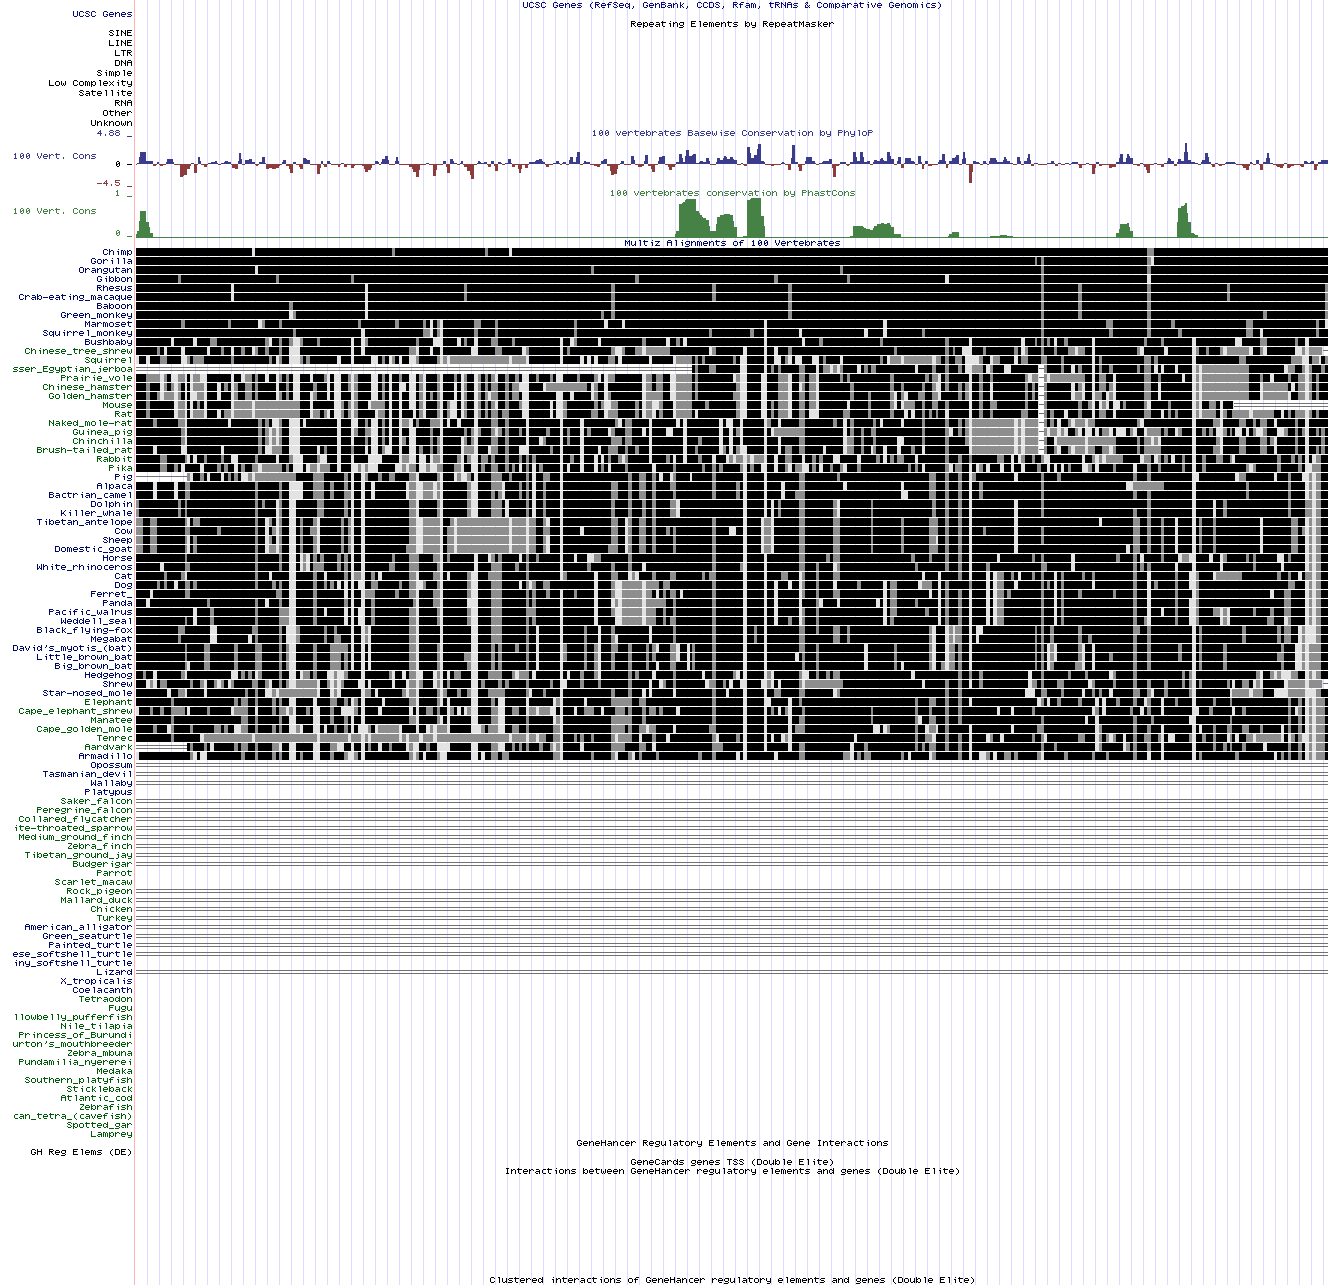 UCSC Genes (RefSeq, GenBank, CCDS, Rfam, tRNAs & Comparative Genomics)
UCSC Genes
Repeating Elements by RepeatMasker
SINE
LINE
LTR
DNA
Simple
Low Complexity
Satellite
RNA
Other
Unknown
4.88 _
100 vertebrates Basewise Conservation by PhyloP
100 Vert. Cons
0 _
-4.5 _
1 _
100 vertebrates conservation by PhastCons
100 Vert. Cons
0 _
Multiz Alignments of 100 Vertebrates
Chimp
Gorilla
Orangutan
Gibbon
Rhesus
Crab-eating_macaque
Baboon
Green_monkey
Marmoset
Squirrel_monkey
Bushbaby
Chinese_tree_shrew
Squirrel
sser_Egyptian_jerboa
Prairie_vole
Chinese_hamster
Golden_hamster
Mouse
Rat
Naked_mole-rat
Guinea_pig
Chinchilla
Brush-tailed_rat
Rabbit
Pika
Pig
Alpaca
Bactrian_camel
Dolphin
Killer_whale
Tibetan_antelope
Cow
Sheep
Domestic_goat
Horse
White_rhinoceros
Cat
Dog
Ferret_
Panda
Pacific_walrus
Weddell_seal
Black_flying-fox
Megabat
David's_myotis_(bat)
Little_brown_bat
Big_brown_bat
Hedgehog
Shrew
Star-nosed_mole
Elephant
Cape_elephant_shrew
Manatee
Cape_golden_mole
Tenrec
Aardvark
Armadillo
Opossum
Tasmanian_devil
Wallaby
Platypus
Saker_falcon
Peregrine_falcon
Collared_flycatcher
ite-throated_sparrow
Medium_ground_finch
Zebra_finch
Tibetan_ground_jay
Budgerigar
Parrot
Scarlet_macaw
Rock_pigeon
Mallard_duck
Chicken
Turkey
American_alligator
Green_seaturtle
Painted_turtle
ese_softshell_turtle
iny_softshell_turtle
Lizard
X_tropicalis
Coelacanth
Tetraodon
Fugu
llowbelly_pufferfish
Nile_tilapia
Princess_of_Burundi
urton's_mouthbreeder
Zebra_mbuna
Pundamilia_nyererei
Medaka
Southern_platyfish
Stickleback
Atlantic_cod
Zebrafish
can_tetra_(cavefish)
Spotted_gar
Lamprey
GeneHancer Regulatory Elements and Gene Interactions
GH Reg Elems (DE)
GeneCards genes TSS (Double Elite)
Interactions between GeneHancer regulatory elements and genes (Double Elite)
Clustered interactions of GeneHancer regulatory elements and genes (Double Elite)